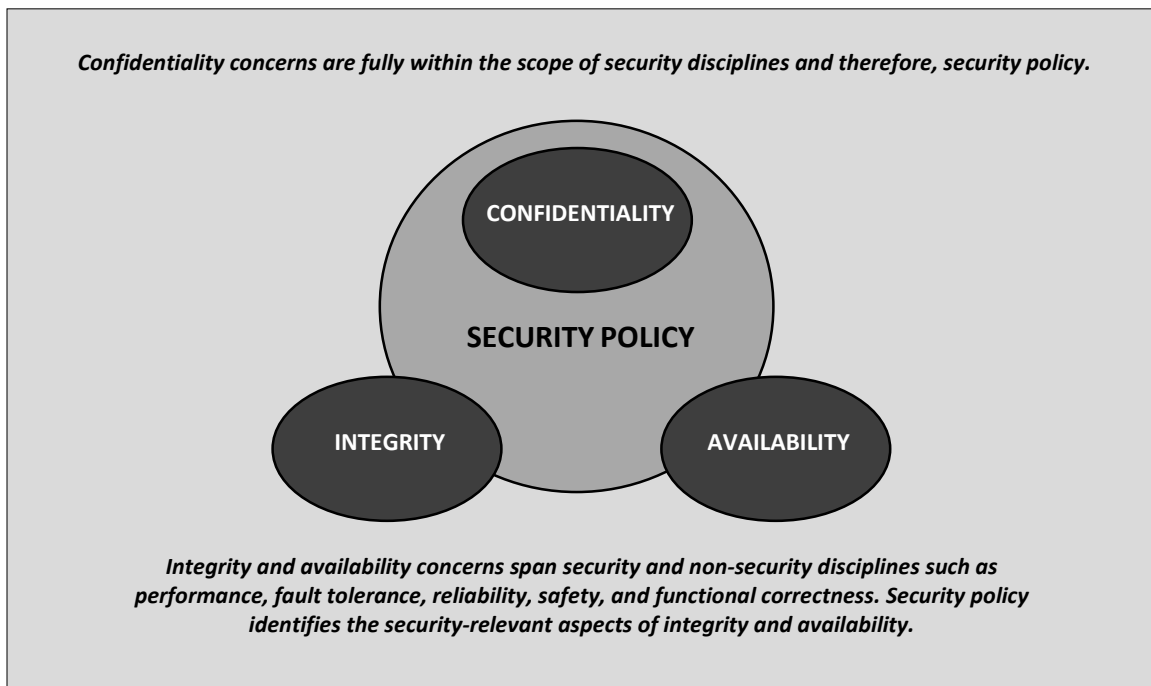 Confidentiality concerns are fully within the scope of security disciplines and therefore, security policy.
CONFIDENTIALITY
SECURITY POLICY
INTEGRITY
AVAILABILITY
Integrity and availability concerns span security and non-security disciplines such as
performance, fault tolerance, reliability, safety, and functional correctness. Security policy
identifies the security-relevant aspects of integrity and availability.